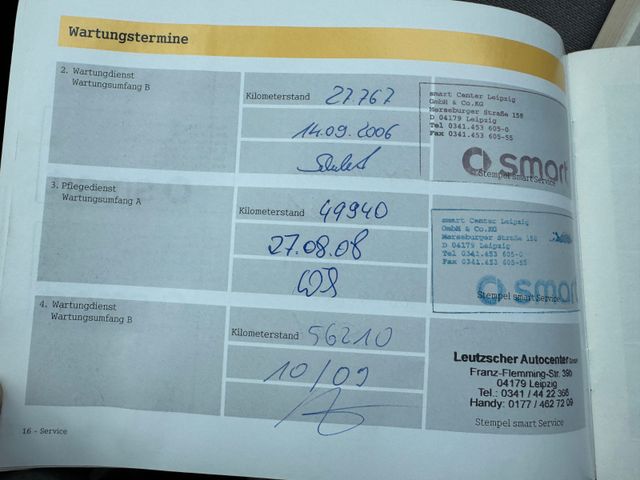 Wartungstermine
2. Wartungdienst
Wartungsumfang B
Kilometerstand 27.767
14.09.2006
smart Center Leipzig
GmbH & Co.KG
Merseburger Straße 158
D 04179 Leipzig
Tel 0341.453 605-0
Fax 0341.453 605-55
smart
Stempel smart Service
3. Pflegedienst
Wartungsumfang A
Kilometerstand 49940
27.08.08
smart Center Leipzig
GmbH & Co.KG
Merseburger Straße 158
D 04179 Leipzig
Tel 0341.453 605-0
Fax 0341.453 605-55
smart
Stempel smart Service
4. Wartungdienst
Wartungsumfang B
Kilometerstand 56210
10/09
Leutzscher Autocenter
Franz-Flemming-Str. 39b
04179 Leipzig
Tel.: 0341 / 44 22 366
Handy: 0177 / 462 72 09
Stempel smart Service
16 - Service